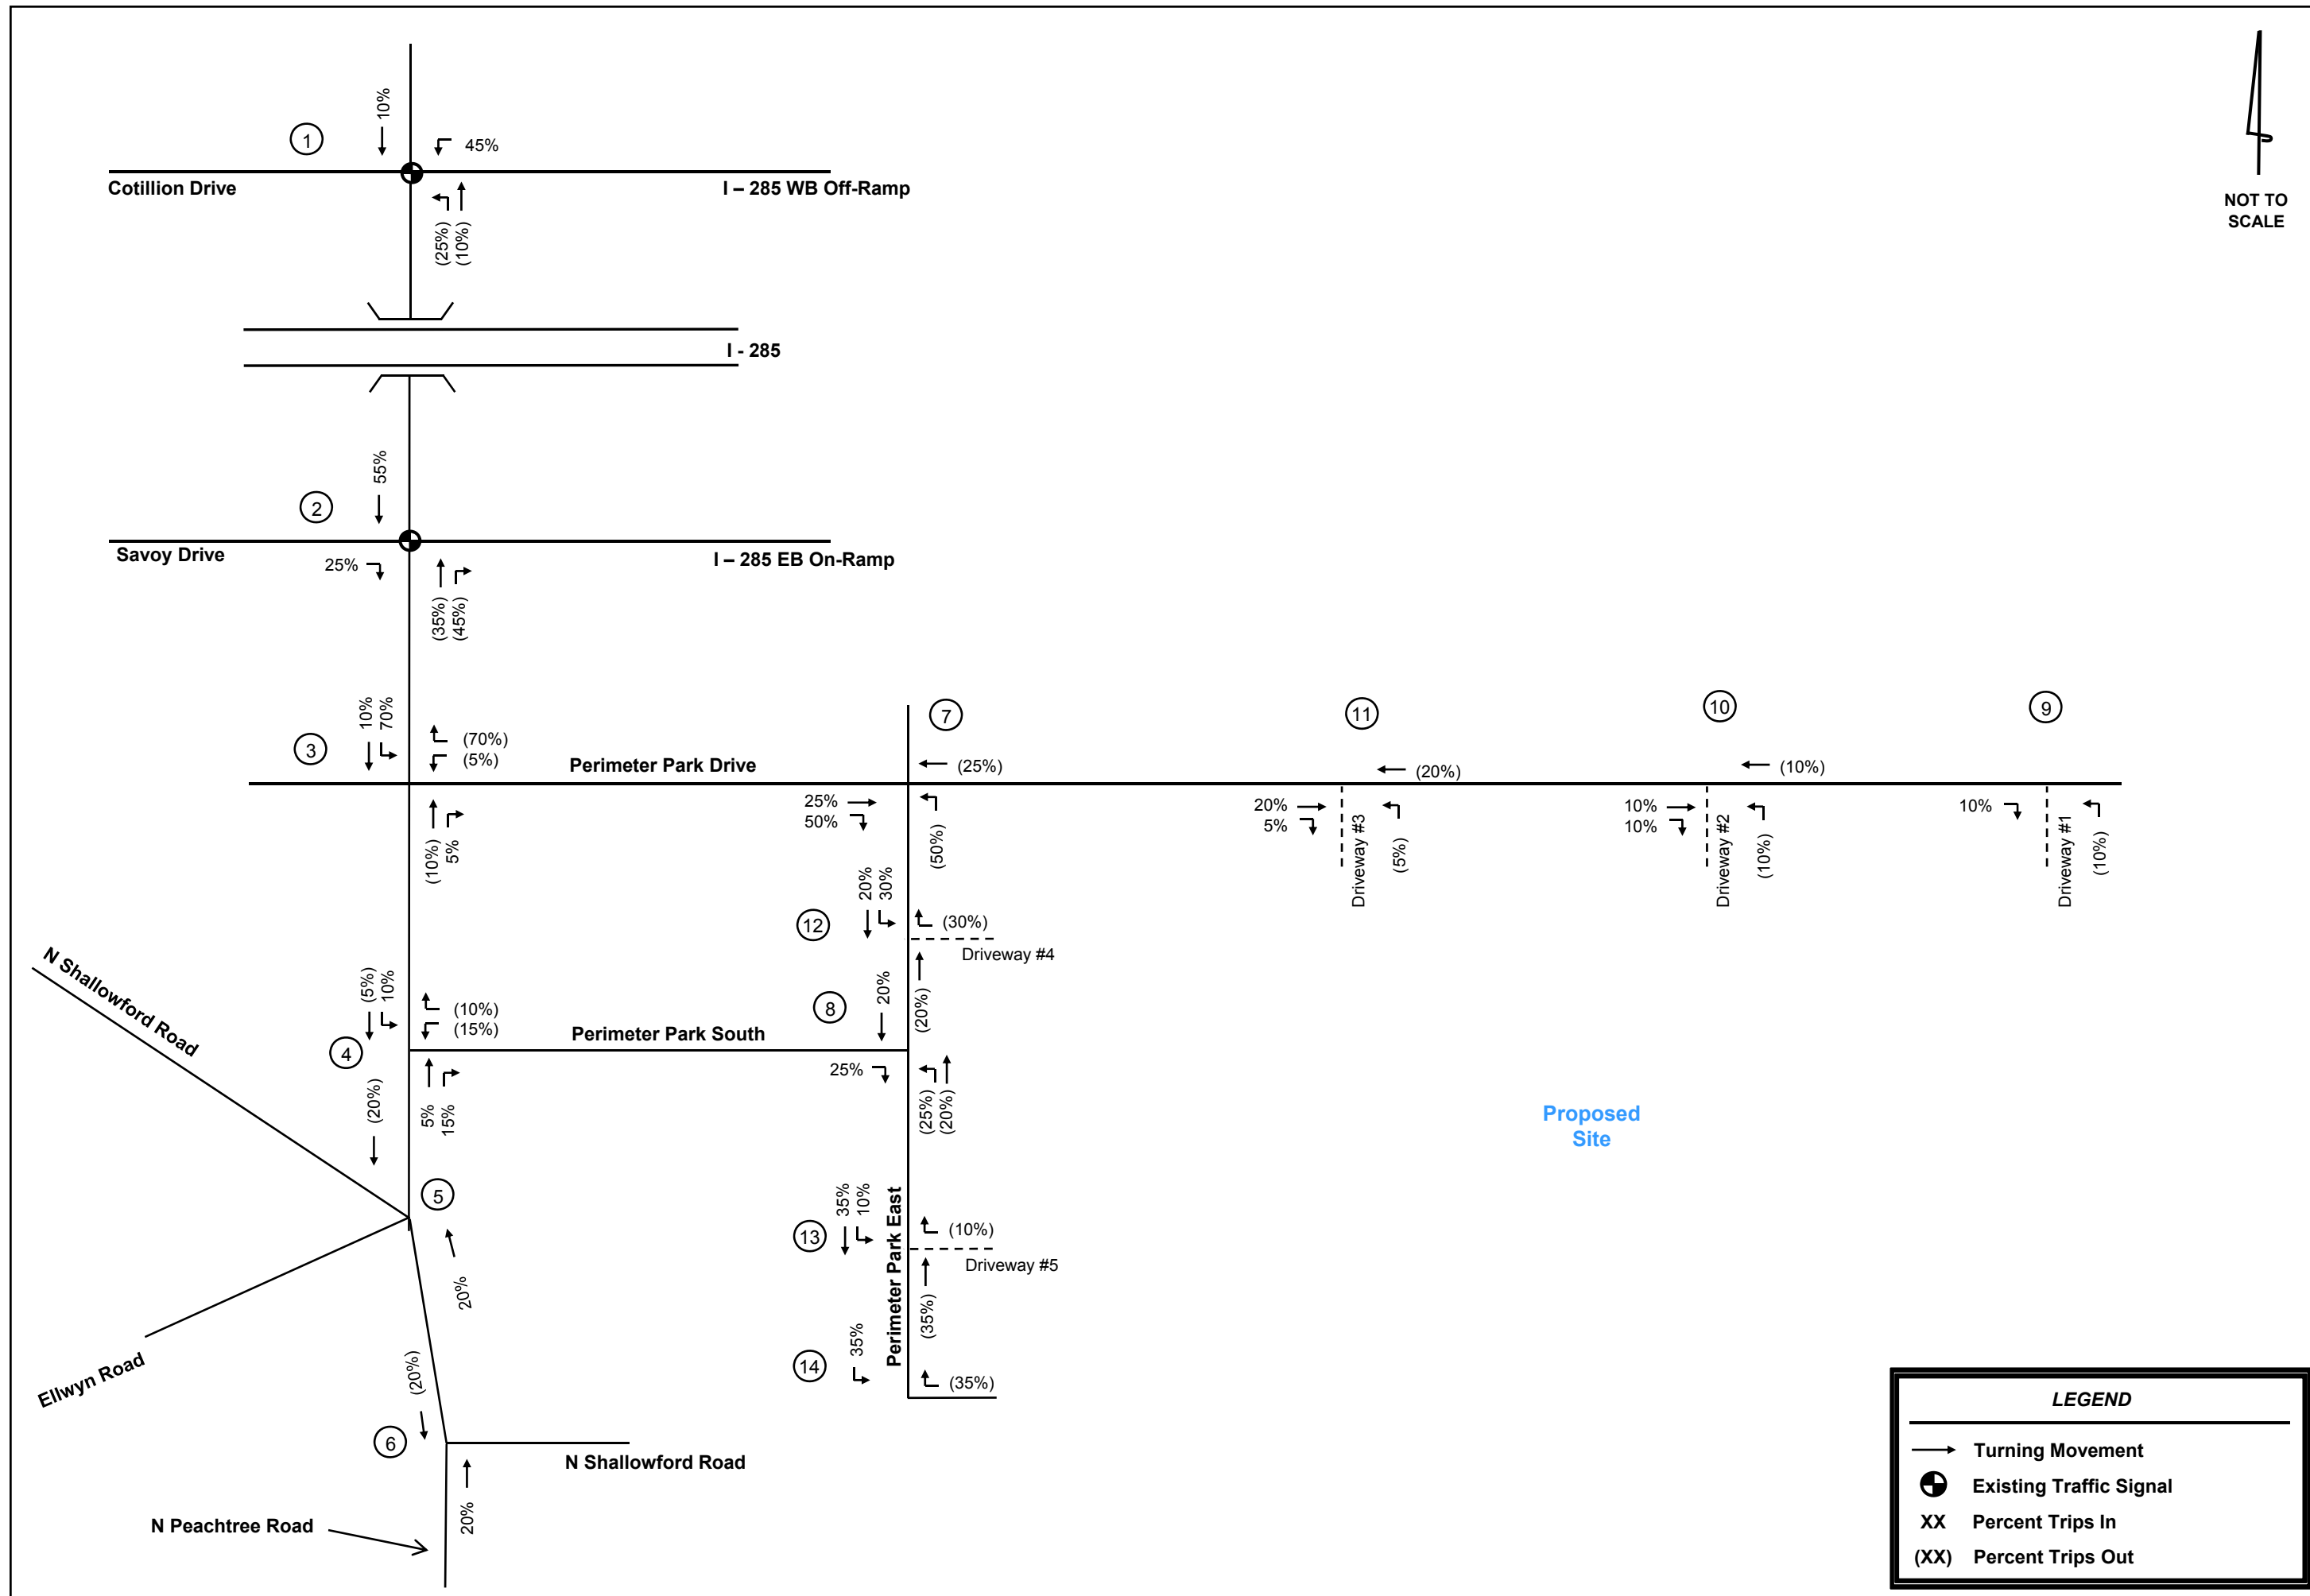 10%
1
45%
Cotillion Drive
I – 285 WB Off-Ramp
(25%)
(10%)
NOT TO
SCALE
I - 285
55%
2
Savoy Drive
I – 285 EB On-Ramp
25%
(35%)
(45%)
10%
70%
3
(70%)
(5%)
Perimeter Park Drive
(10%)
5%
7
(25%)
25%
50%
(50%)
11
(20%)
20%
5%
Driveway #3
(5%)
10
(10%)
10%
10%
Driveway #2
(10%)
9
10%
Driveway #1
(10%)
20%
30%
12
(30%)
Driveway #4
N Shallowford Road
(5%)
10%
(10%)
(15%)
4
Perimeter Park South
8
20%
(20%)
25%
(25%)
(20%)
(20%)
5%
15%
Proposed
Site
5
20%
35%
10%
13
Perimeter Park East
(10%)
Driveway #5
(35%)
14
35%
(35%)
Ellwyn Road
(20%)
6
N Shallowford Road
20%
N Peachtree Road
LEGEND
Turning Movement
Existing Traffic Signal
XX Percent Trips In
(XX) Percent Trips Out